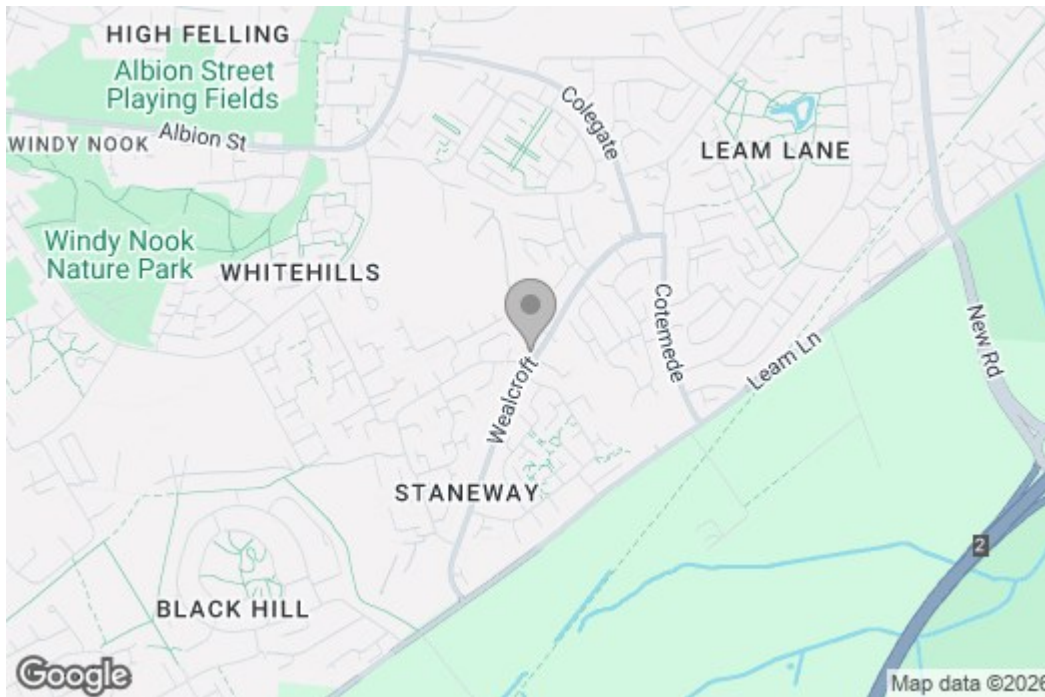 HIGH FELLING
Albion Street
Playing Fields
WINDY NOOK
Albion St
Colegate
LEAM LANE
Windy Nook
Nature Park
WHITEHILLS
Cotemede
New Rd
Leam Ln
Wealcroft
STANEWAY
2
BLACK HILL
Google
Map data ©2026